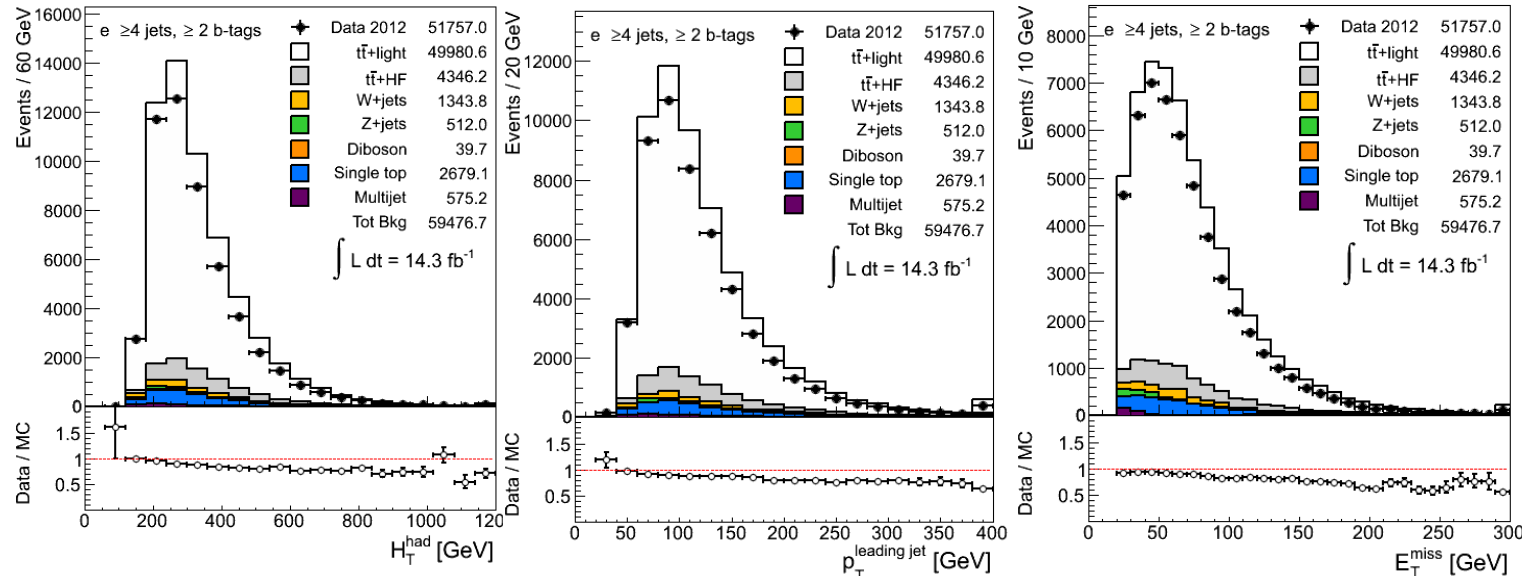 Events / 60 GeV
16000
14000
12000
10000
8000
6000
4000
2000
0
e ≥4 jets, ≥ 2 b-tags
Data 2012 51757.0
tt̄+light 49980.6
tt̄+HF 4346.2
W+jets 1343.8
Z+jets 512.0
Diboson 39.7
Single top 2679.1
Multijet 575.2
Tot Bkg 59476.7
∫ L dt = 14.3 fb⁻¹
Data / MC
1.5
1
0.5
0 200 400 600 800 1000 1200
H_T^had [GeV]
Events / 20 GeV
12000
10000
8000
6000
4000
2000
0
e ≥4 jets, ≥ 2 b-tags
Data 2012 51757.0
tt̄+light 49980.6
tt̄+HF 4346.2
W+jets 1343.8
Z+jets 512.0
Diboson 39.7
Single top 2679.1
Multijet 575.2
Tot Bkg 59476.7
∫ L dt = 14.3 fb⁻¹
Data / MC
1.5
1
0.5
0 50 100 150 200 250 300 350 400
p_T^leading jet [GeV]
Events / 10 GeV
8000
7000
6000
5000
4000
3000
2000
1000
0
e ≥4 jets, ≥ 2 b-tags
Data 2012 51757.0
tt̄+light 49980.6
tt̄+HF 4346.2
W+jets 1343.8
Z+jets 512.0
Diboson 39.7
Single top 2679.1
Multijet 575.2
Tot Bkg 59476.7
∫ L dt = 14.3 fb⁻¹
Data / MC
1.5
1
0.5
0 50 100 150 200 250 300
E_T^miss [GeV]